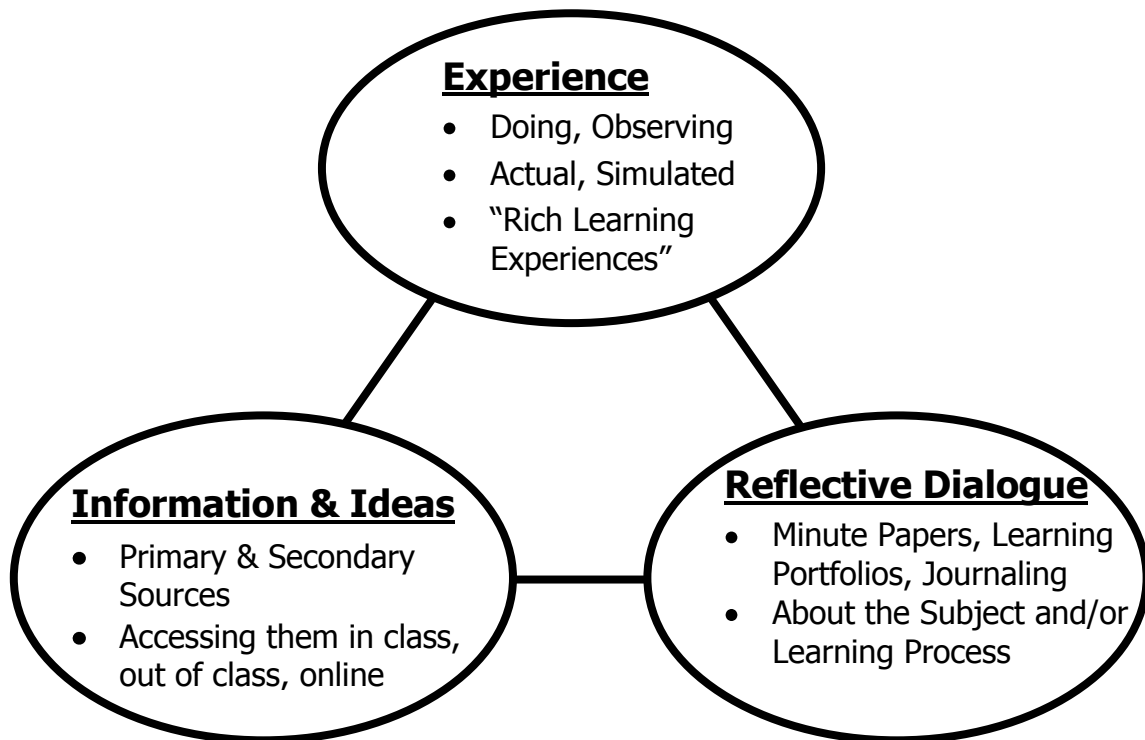 Experience
• Doing, Observing
• Actual, Simulated
• “Rich Learning
Experiences”
Information & Ideas
• Primary & Secondary
Sources
• Accessing them in class,
out of class, online
Reflective Dialogue
• Minute Papers, Learning
Portfolios, Journaling
• About the Subject and/or
Learning Process